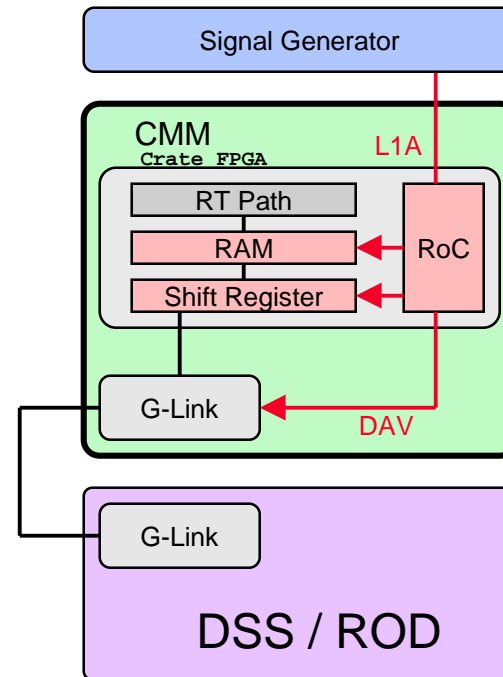 Signal Generator
L1A
CMM
Crate FPGA
RT Path
RAM
RoC
Shift Register
G-Link
DAV
G-Link
DSS / ROD